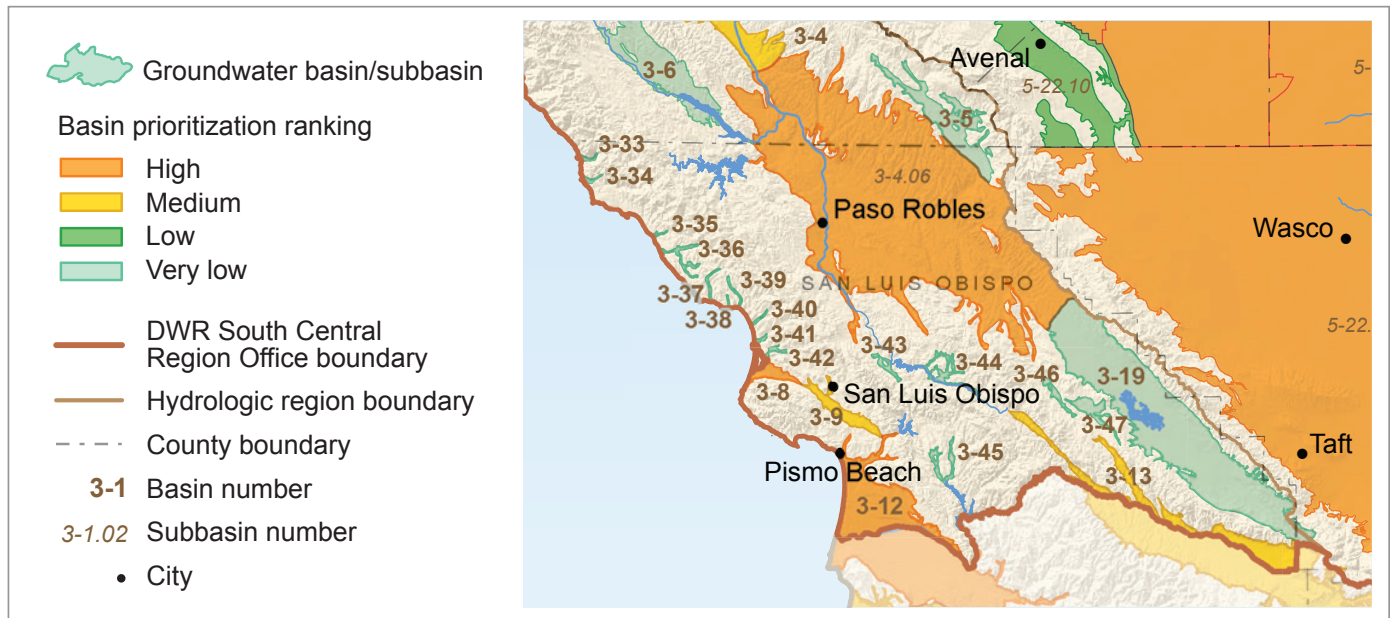 Groundwater basin/subbasin
Basin prioritization ranking
High
Medium
Low
Very low
DWR South Central
Region Office boundary
Hydrologic region boundary
County boundary
3-1 Basin number
3-1.02 Subbasin number
City
3-4
Avenal
3-6
5-22.10
5-
3-5
3-33
3-34
3-4.06
Paso Robles
Wasco
3-35
3-36
3-39
SAN LUIS OBISPO
3-37
3-38
3-40
3-41
3-42
3-43
3-44
3-46
3-19
5-22.
3-8
San Luis Obispo
3-9
3-47
3-45
Taft
Pismo Beach
3-13
3-12